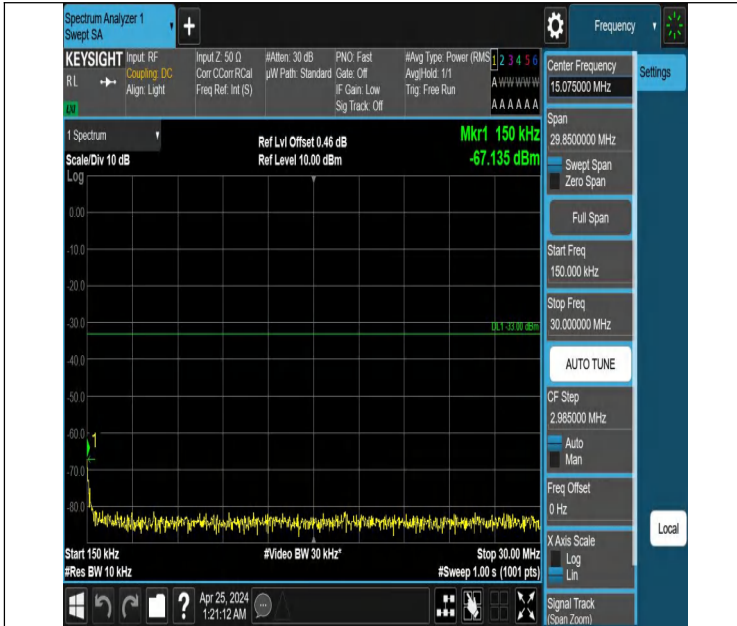 Spectrum Analyzer 1
Swept SA
+
Frequency
KEYSIGHT
RL
Input: RF
Coupling: DC
Align: Light
Input Z: 50 Ω
Corr CCorr RCal
Freq Ref: Int (S)
#Atten: 30 dB
µW Path: Standard
PNO: Fast
Gate: Off
IF Gain: Low
Sig Track: Off
#Avg Type: Power (RMS
Avg|Hold: 1/1
Trig: Free Run
1 2 3 4 5 6
A W W W W W
A A A A A A
1 Spectrum
Scale/Div 10 dB
Log
Ref Lvl Offset 0.46 dB
Ref Level 10.00 dBm
Mkr1 150 kHz
-67.135 dBm
0.00
-10.0
-20.0
-30.0
DL1 -33.00 dBm
-40.0
-50.0
-60.0
1
-70.0
-80.0
Start 150 kHz
#Res BW 10 kHz
#Video BW 30 kHz*
Stop 30.00 MHz
#Sweep 1.00 s (1001 pts)
Center Frequency
15.075000 MHz
Span
29.8500000 MHz
Swept Span
Zero Span
Full Span
Start Freq
150.000 kHz
Stop Freq
30.000000 MHz
AUTO TUNE
CF Step
2.985000 MHz
Auto
Man
Freq Offset
0 Hz
X Axis Scale
Log
Lin
Signal Track
(Span Zoom)
Settings
Local
?
Apr 25, 2024
1:21:12 AM